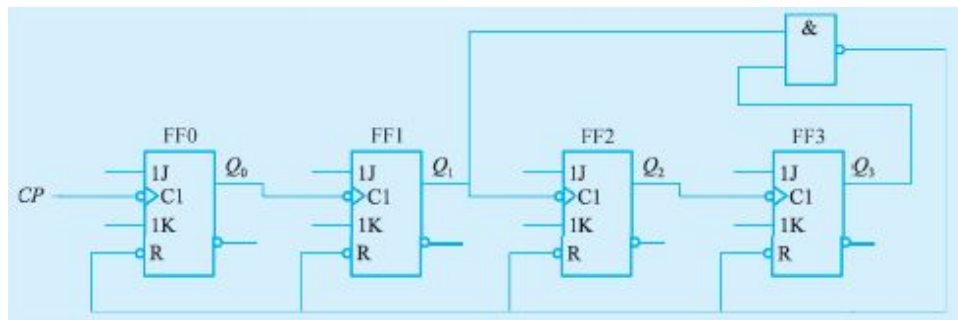 &
FF0 FF1 FF2 FF3
1J Q₀ 1J Q₁ 1J Q₂ 1J Q₃
CP C1 C1 C1 C1
1K 1K 1K 1K
R R R R